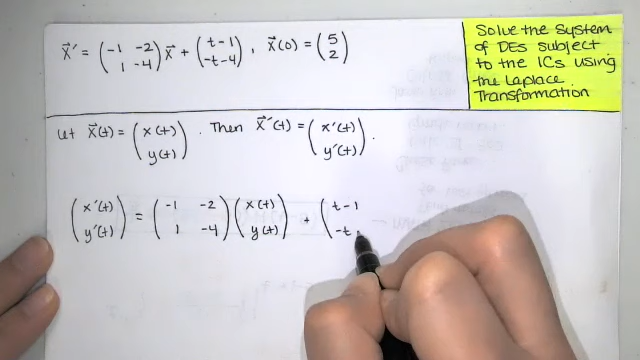 X⃗' = (-1 -2; 1 -4) X⃗ + (t-1; -t-4), X⃗(0) = (5; 2)
Solve the System
of DEs subject
to the ICs using
the Laplace
Transformation
Let X⃗(t) = (x(t); y(t)). Then X⃗'(t) = (x'(t); y'(t)).
(x'(t); y'(t)) = (-1 -2; 1 -4)(x(t); y(t)) + (t-1; -t